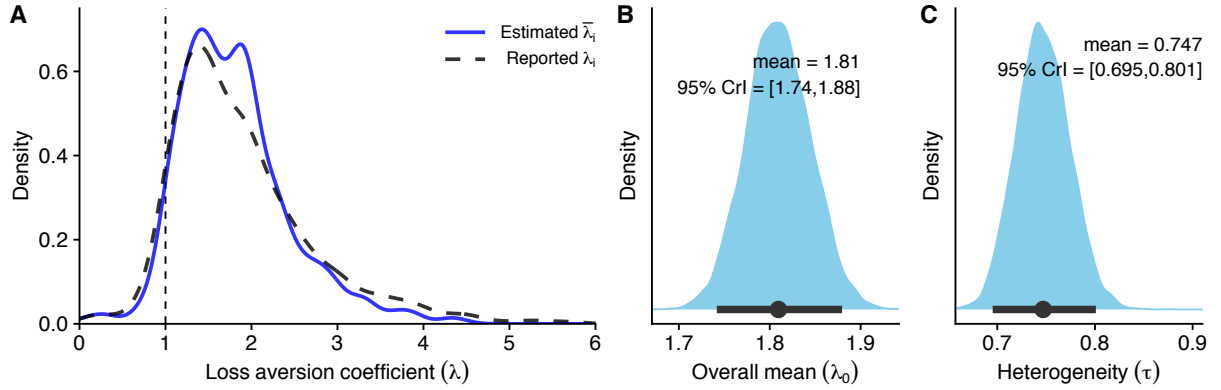 A
Estimated λ̅ᵢ
Reported λᵢ
Density
0.6
0.4
0.2
0.0
0 1 2 3 4 5 6
Loss aversion coefficient (λ)
B
mean = 1.81
95% CrI = [1.74,1.88]
Density
1.7 1.8 1.9
Overall mean (λ₀)
C
mean = 0.747
95% CrI = [0.695,0.801]
Density
0.7 0.8 0.9
Heterogeneity (τ)